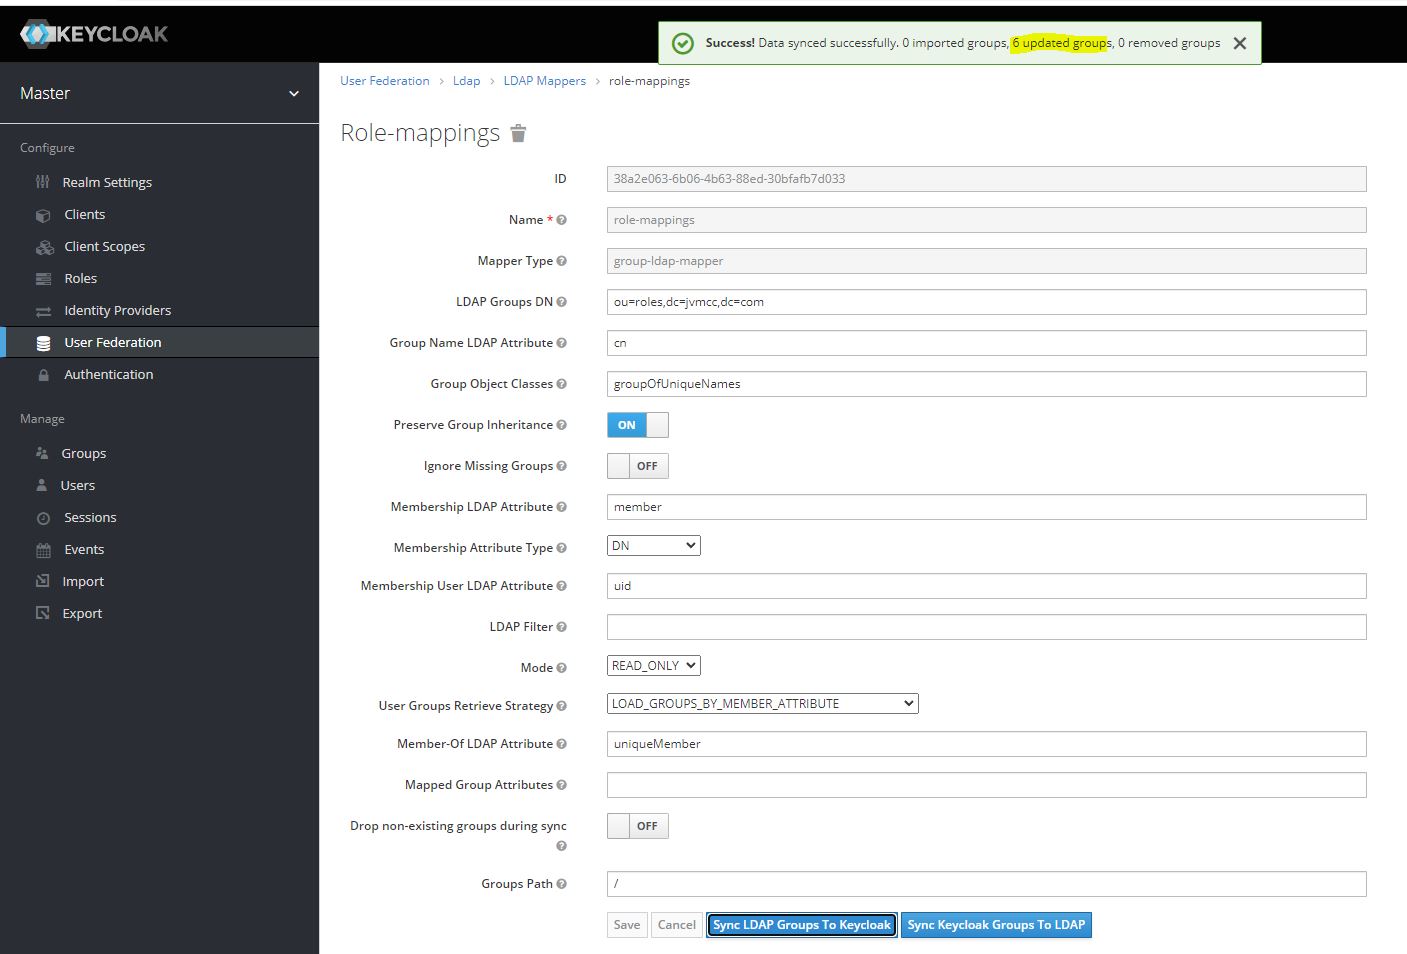 KEYCLOAK
Success! Data synced successfully. 0 imported groups, 6 updated groups, 0 removed groups
Master
Configure
Realm Settings
Clients
Client Scopes
Roles
Identity Providers
User Federation
Authentication
Manage
Groups
Users
Sessions
Events
Import
Export
User Federation > Ldap > LDAP Mappers > role-mappings
Role-mappings
ID 38a2e063-6b06-4b63-88ed-30bfafb7d033
Name * role-mappings
Mapper Type group-ldap-mapper
LDAP Groups DN ou=roles,dc=jvmcc,dc=com
Group Name LDAP Attribute cn
Group Object Classes groupOfUniqueNames
Preserve Group Inheritance ON
Ignore Missing Groups OFF
Membership LDAP Attribute member
Membership Attribute Type DN
Membership User LDAP Attribute uid
LDAP Filter
Mode READ_ONLY
User Groups Retrieve Strategy LOAD_GROUPS_BY_MEMBER_ATTRIBUTE
Member-Of LDAP Attribute uniqueMember
Mapped Group Attributes
Drop non-existing groups during sync OFF
Groups Path /
Save Cancel Sync LDAP Groups To Keycloak Sync Keycloak Groups To LDAP